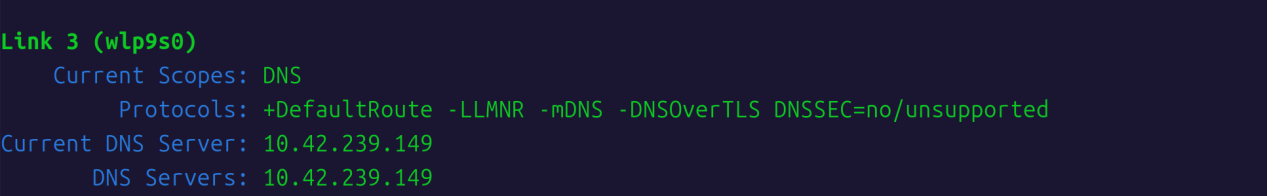 Link 3 (wlp9s0)
Current Scopes: DNS
Protocols: +DefaultRoute -LLMNR -mDNS -DNSOverTLS DNSSEC=no/unsupported
Current DNS Server: 10.42.239.149
DNS Servers: 10.42.239.149